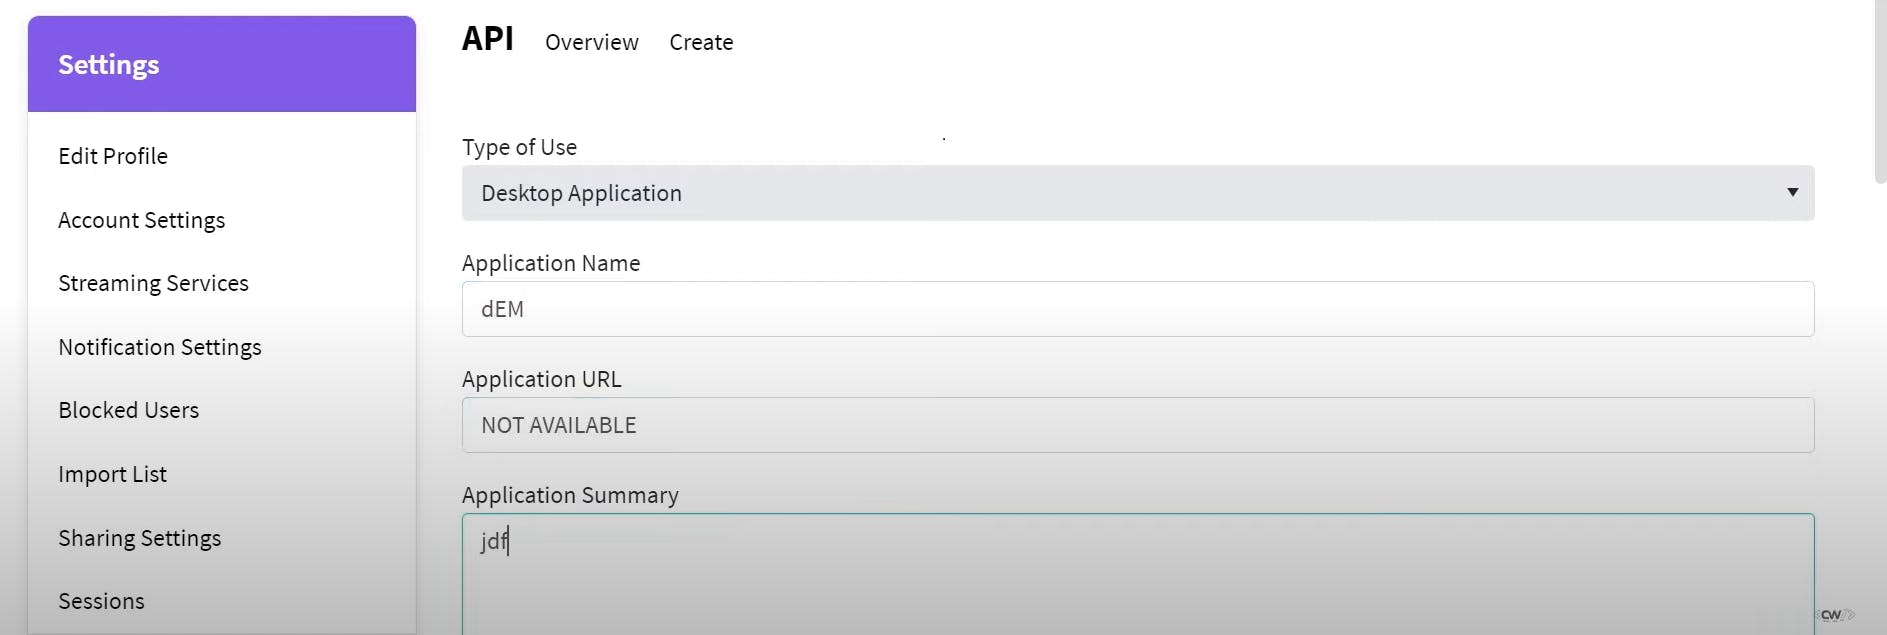 Settings
Edit Profile
Account Settings
Streaming Services
Notification Settings
Blocked Users
Import List
Sharing Settings
Sessions
API Overview Create
Type of Use
Desktop Application
Application Name
dEM
Application URL
NOT AVAILABLE
Application Summary
jdf
CW